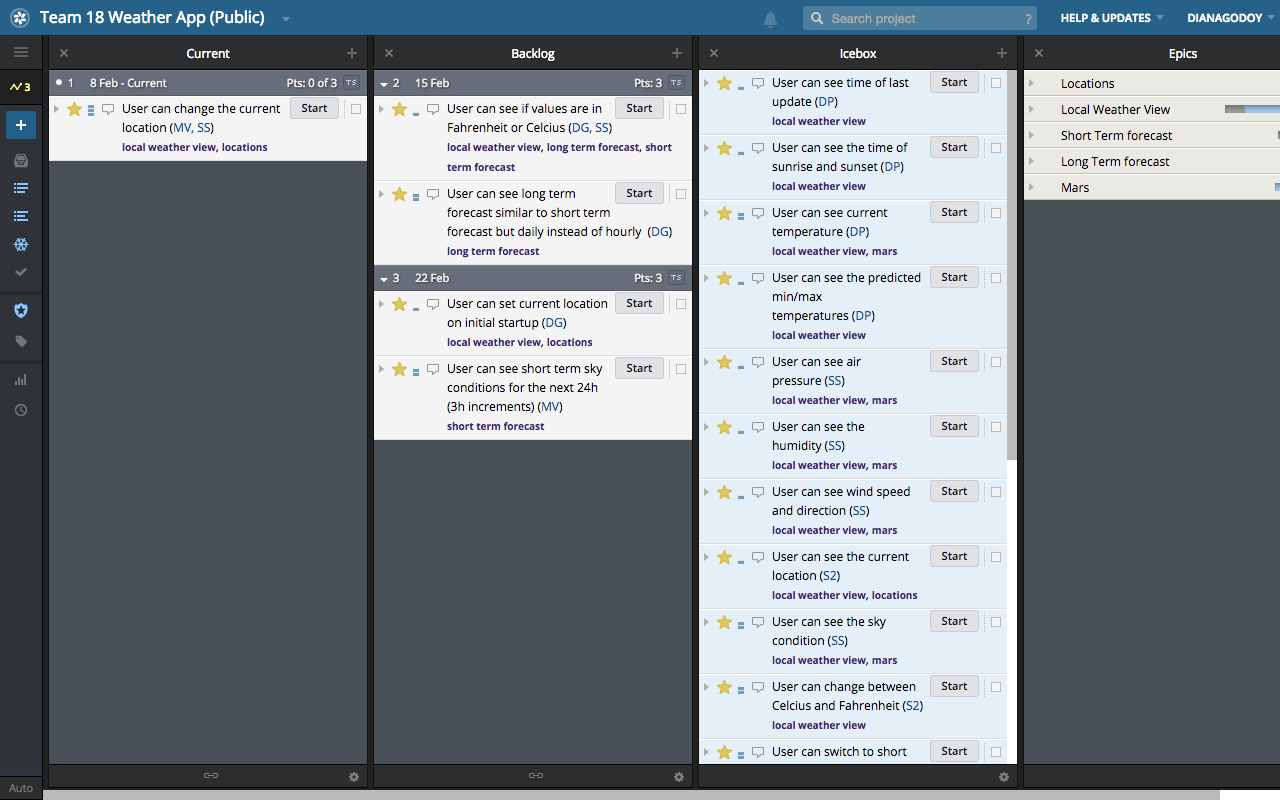 Team 18 Weather App (Public)
Search project
?
HELP & UPDATES
DIANAGODOY
3
Auto
Current
1 8 Feb - Current Pts: 0 of 3 TS
User can change the current Start
location (MV, SS)
local weather view, locations
Backlog
2 15 Feb Pts: 3 TS
User can see if values are in Start
Fahrenheit or Celcius (DG, SS)
local weather view, long term forecast, short
term forecast
User can see long term Start
forecast similar to short term
forecast but daily instead of hourly (DG)
long term forecast
3 22 Feb Pts: 3 TS
User can set current location Start
on initial startup (DG)
local weather view, locations
User can see short term sky Start
conditions for the next 24h
(3h increments) (MV)
short term forecast
Icebox
User can see time of last Start
update (DP)
local weather view
User can see the time of Start
sunrise and sunset (DP)
local weather view
User can see current Start
temperature (DP)
local weather view, mars
User can see the predicted Start
min/max
temperatures (DP)
local weather view
User can see air Start
pressure (SS)
local weather view, mars
User can see the Start
humidity (SS)
local weather view, mars
User can see wind speed Start
and direction (SS)
local weather view, mars
User can see the current Start
location (S2)
local weather view, locations
User can see the sky Start
condition (SS)
local weather view, mars
User can change between Start
Celcius and Fahrenheit (S2)
local weather view
User can switch to short Start
Epics
Locations
Local Weather View
Short Term forecast
Long Term forecast
Mars